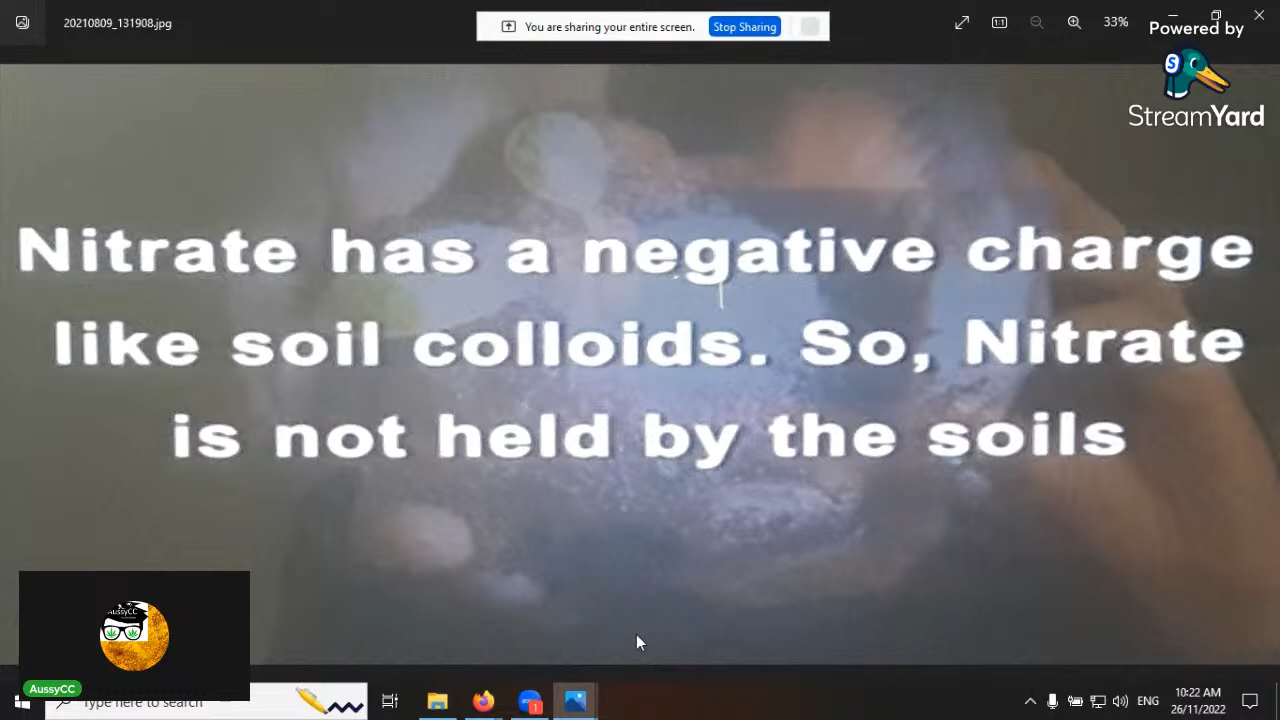 20210809_131908.jpg
You are sharing your entire screen.
Stop Sharing
33%
Powered by
StreamYard
Nitrate has a negative charge
like soil colloids. So, Nitrate
is not held by the soils
AussyCC
AussyCC
Type here to search
1
ENG
10:22 AM
26/11/2022